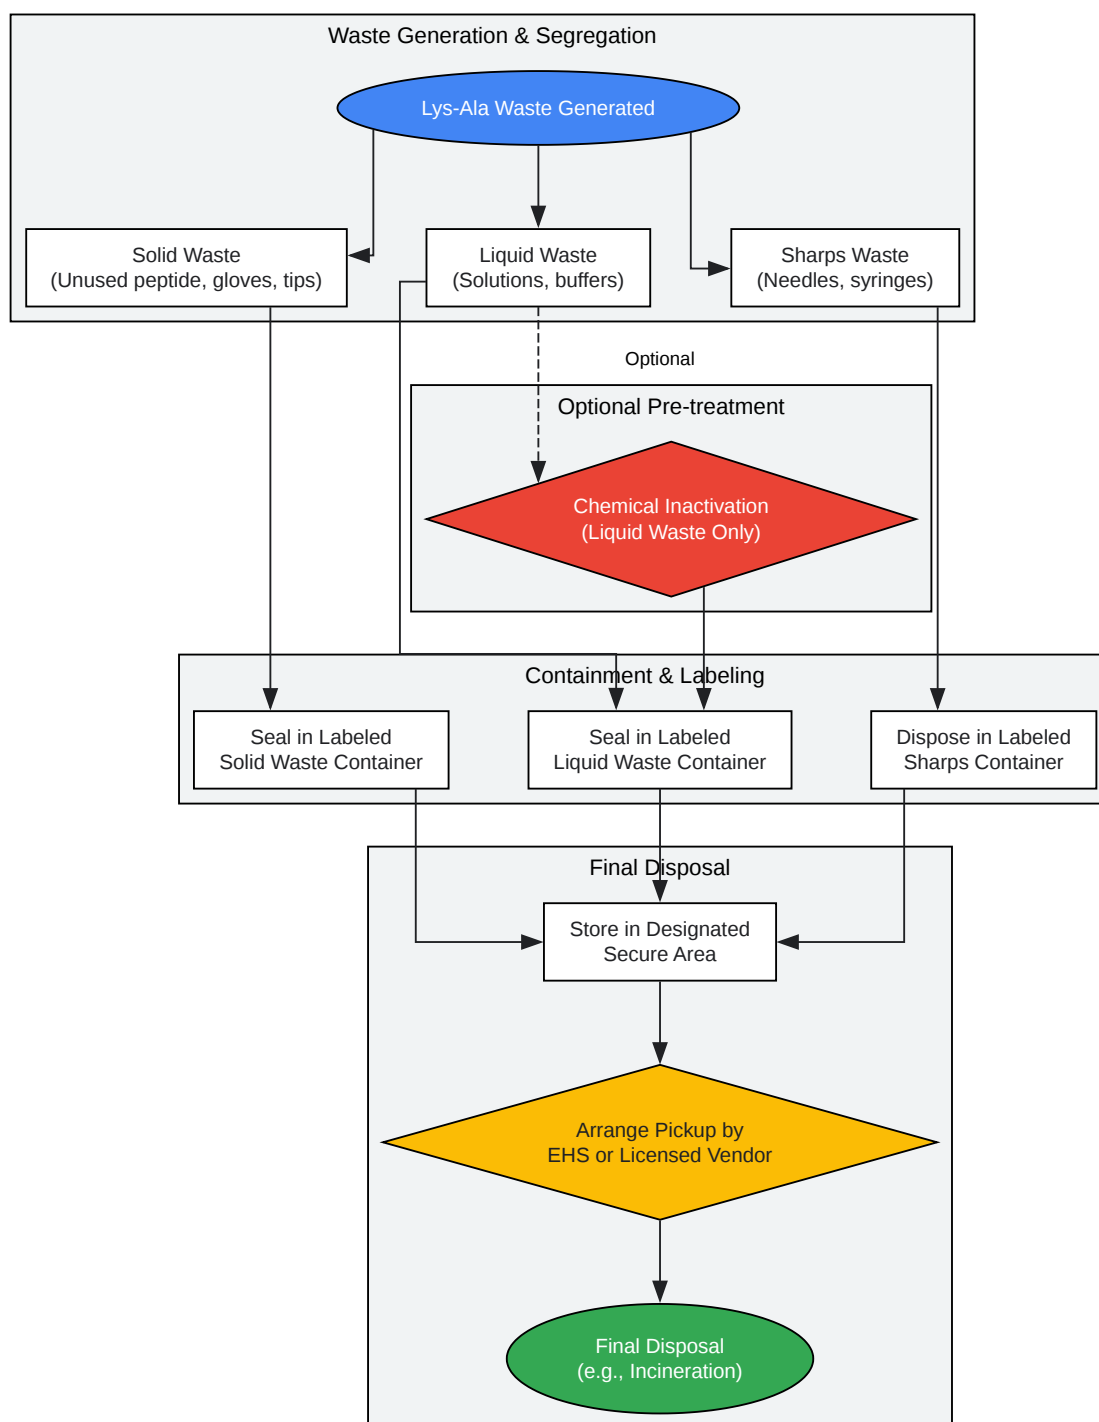 Waste Generation & Segregation
Lys-Ala Waste Generated
Solid Waste
(Unused peptide, gloves, tips)
Liquid Waste
(Solutions, buffers)
Sharps Waste
(Needles, syringes)
Optional
Optional Pre-treatment
Chemical Inactivation
(Liquid Waste Only)
Containment & Labeling
Seal in Labeled
Solid Waste Container
Seal in Labeled
Liquid Waste Container
Dispose in Labeled
Sharps Container
Final Disposal
Store in Designated
Secure Area
Arrange Pickup by
EHS or Licensed Vendor
Final Disposal
(e.g., Incineration)